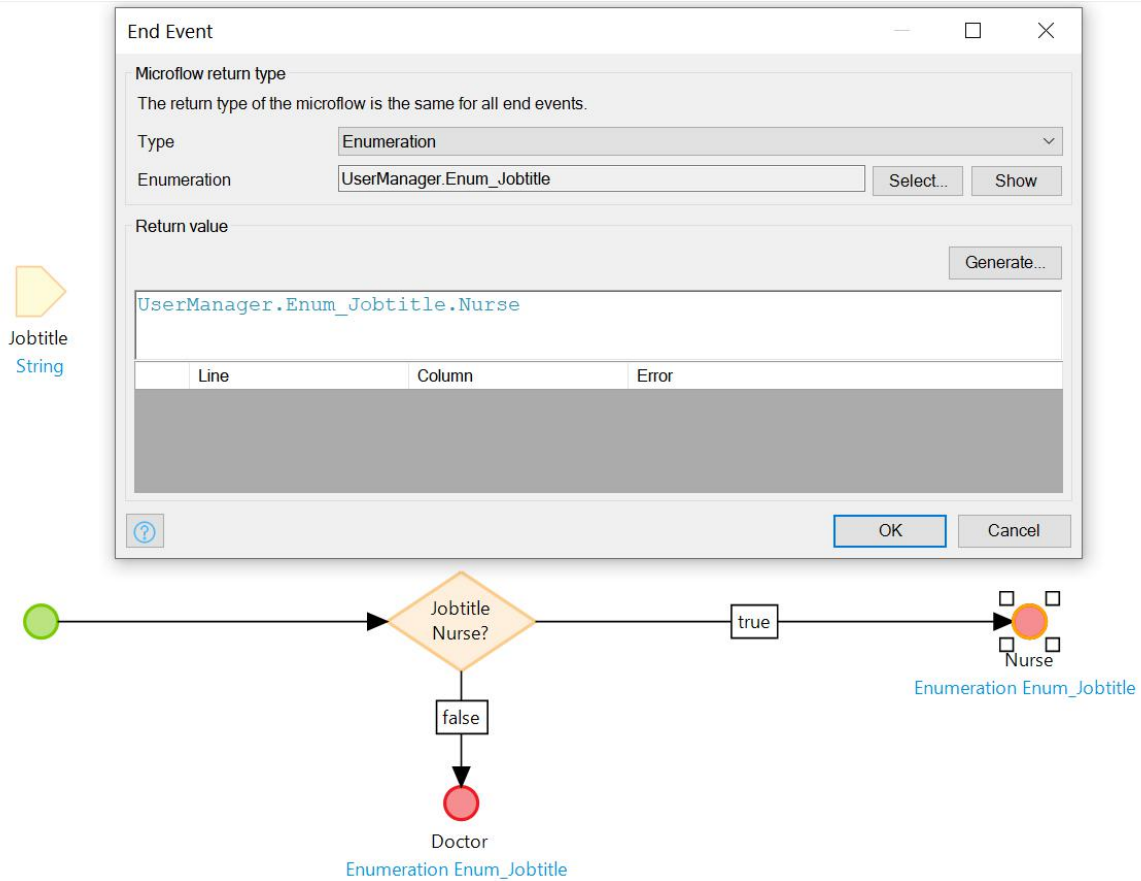 End Event
Microflow return type
The return type of the microflow is the same for all end events.
Type
Enumeration
Enumeration
UserManager.Enum_Jobtitle
Select...
Show
Return value
Generate...
UserManager.Enum_Jobtitle.Nurse
Line
Column
Error
?
OK
Cancel
Jobtitle
String
Jobtitle
Nurse?
true
Nurse
Enumeration Enum_Jobtitle
false
Doctor
Enumeration Enum_Jobtitle